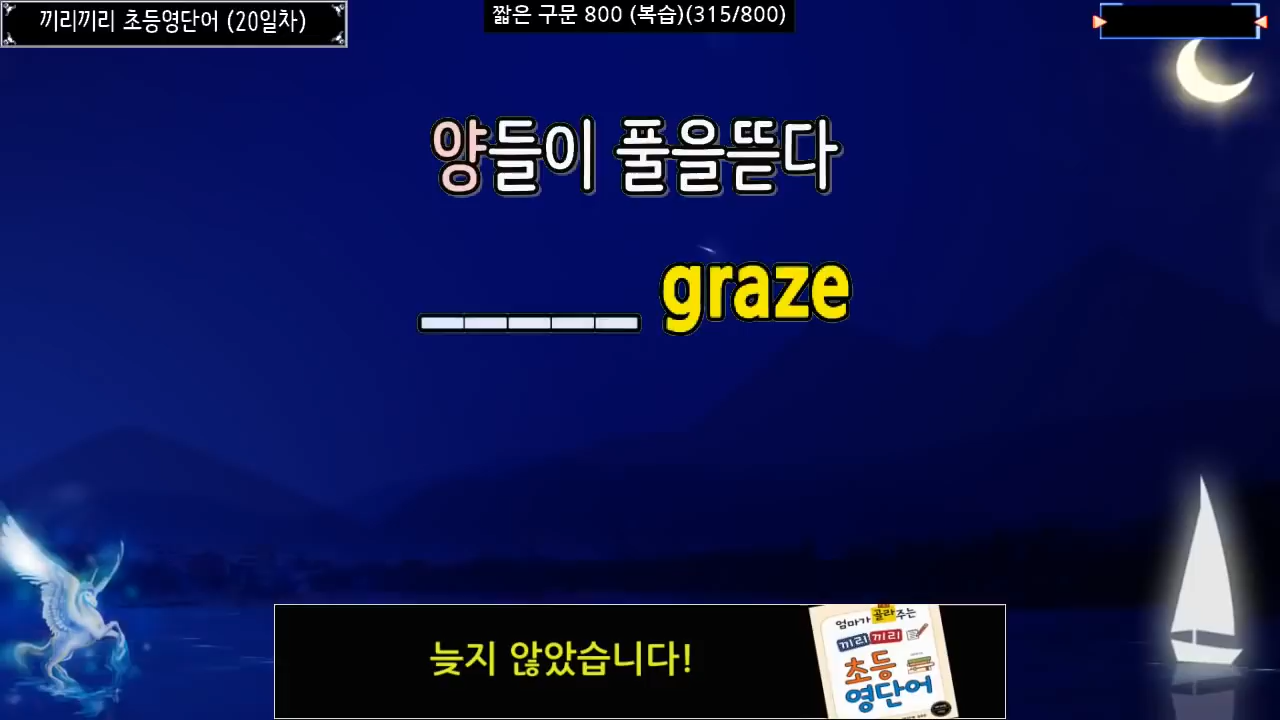 끼리끼리 초등영단어 (20일차)
짧은 구문 800 (복습)(315/800)
양들이 풀을뜯다
_____ graze
늦지 않았습니다!
엄마가 골라주는
끼리끼리
초등
영단어